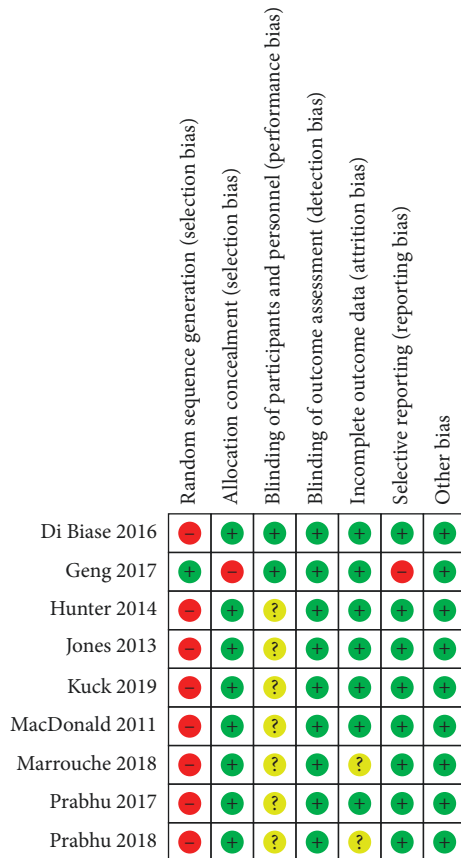 Random sequence generation (selection bias)
Allocation concealment (selection bias)
Blinding of participants and personnel (performance bias)
Blinding of outcome assessment (detection bias)
Incomplete outcome data (attrition bias)
Selective reporting (reporting bias)
Other bias
Di Biase 2016 – + + + + + +
Geng 2017 + – + + + – +
Hunter 2014 – + ? + + + +
Jones 2013 – + ? + + + +
Kuck 2019 – + ? + + + +
MacDonald 2011 – + ? + + + +
Marrouche 2018 – + ? + ? + +
Prabhu 2017 – + ? + + + +
Prabhu 2018 – + ? + ? + +